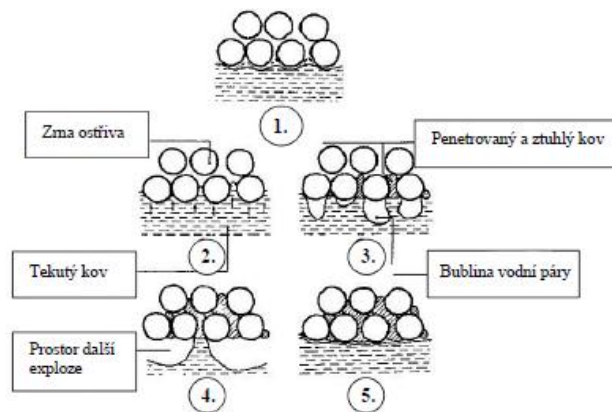 1.
Zrna ostřiva
Penetrovaný a ztuhlý kov
2.
3.
Tekutý kov
Bublina vodní páry
Prostor další
exploze
4.
5.